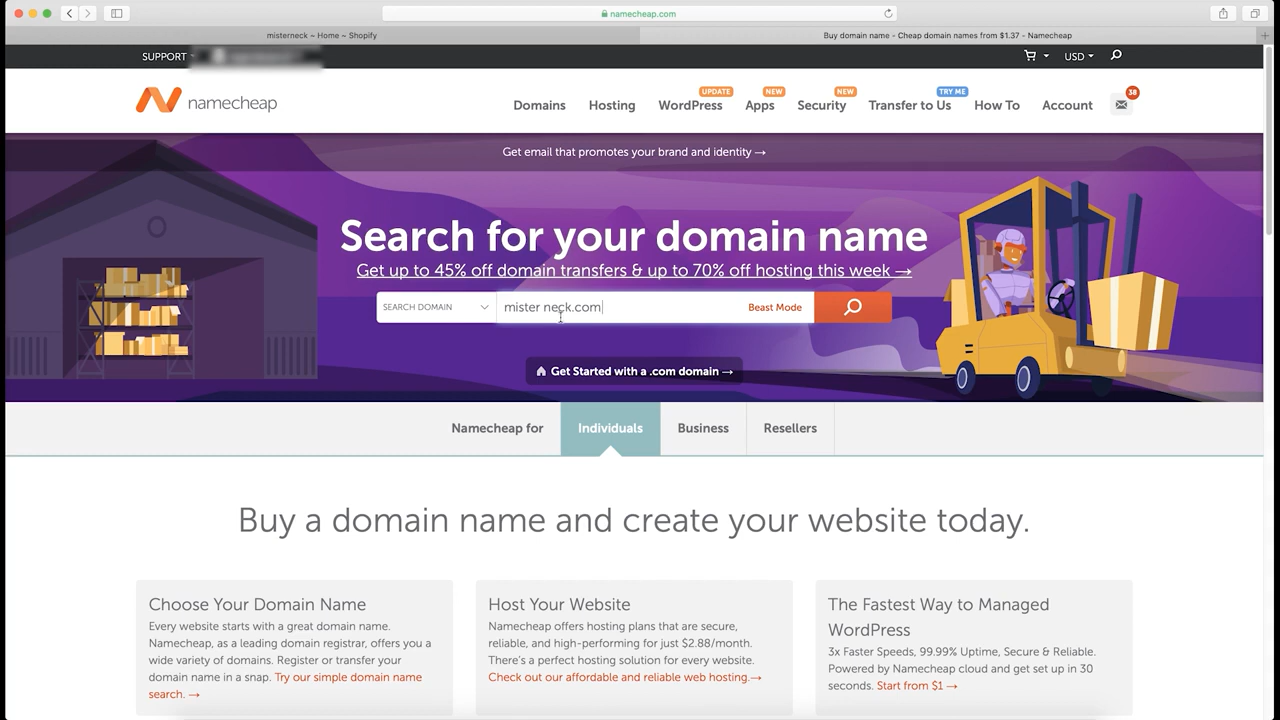 namecheap.com
misterneck ~ Home ~ Shopify
Buy domain name - Cheap domain names from $1.37 - Namecheap
SUPPORT
USD
namecheap
Domains
Hosting
UPDATE
WordPress
NEW
Apps
NEW
Security
TRY ME
Transfer to Us
How To
Account
38
Get email that promotes your brand and identity →
Search for your domain name
Get up to 45% off domain transfers & up to 70% off hosting this week →
SEARCH DOMAIN
mister neck.com
Beast Mode
Get Started with a .com domain →
Namecheap for
Individuals
Business
Resellers
Buy a domain name and create your website today.
Choose Your Domain Name
Every website starts with a great domain name.
Namecheap, as a leading domain registrar, offers you a
wide variety of domains. Register or transfer your
domain name in a snap. Try our simple domain name
search. →
Host Your Website
Namecheap offers hosting plans that are secure,
reliable, and high-performing for just $2.88/month.
There's a perfect hosting solution for every website.
Check out our affordable and reliable web hosting.→
The Fastest Way to Managed
WordPress
3x Faster Speeds, 99.99% Uptime, Secure & Reliable.
Powered by Namecheap cloud and get set up in 30
seconds. Start from $1 →